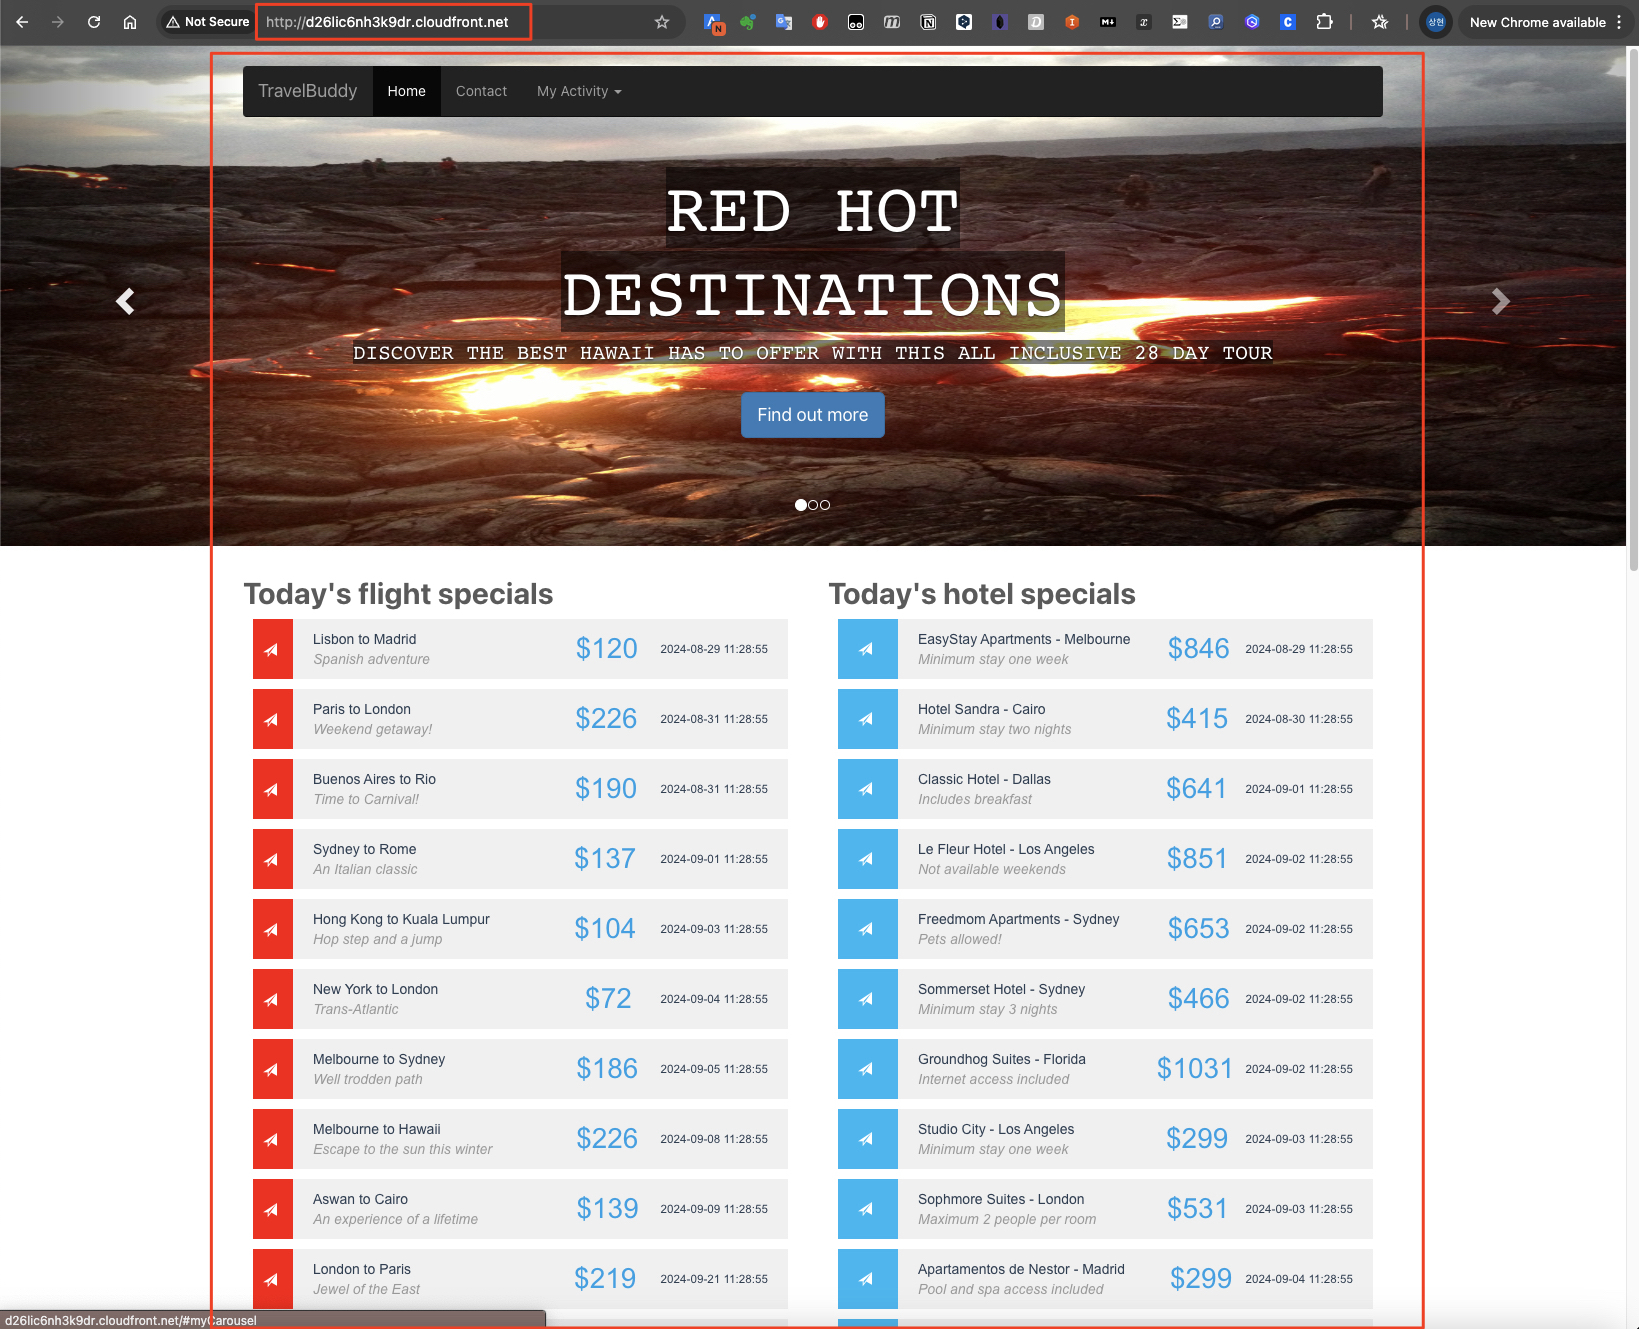 Not Secure
http://d26lic6nh3k9dr.cloudfront.net
New Chrome available
TravelBuddy Home Contact My Activity
RED HOT
DESTINATIONS
DISCOVER THE BEST HAWAII HAS TO OFFER WITH THIS ALL INCLUSIVE 28 DAY TOUR
Find out more
Today's flight specials
Lisbon to Madrid $120 2024-08-29 11:28:55
Spanish adventure
Paris to London $226 2024-08-31 11:28:55
Weekend getaway!
Buenos Aires to Rio $190 2024-08-31 11:28:55
Time to Carnival!
Sydney to Rome $137 2024-09-01 11:28:55
An Italian classic
Hong Kong to Kuala Lumpur $104 2024-09-03 11:28:55
Hop step and a jump
New York to London $72 2024-09-04 11:28:55
Trans-Atlantic
Melbourne to Sydney $186 2024-09-05 11:28:55
Well trodden path
Melbourne to Hawaii $226 2024-09-08 11:28:55
Escape to the sun this winter
Aswan to Cairo $139 2024-09-09 11:28:55
An experience of a lifetime
London to Paris $219 2024-09-21 11:28:55
Jewel of the East
Today's hotel specials
EasyStay Apartments - Melbourne $846 2024-08-29 11:28:55
Minimum stay one week
Hotel Sandra - Cairo $415 2024-08-30 11:28:55
Minimum stay two nights
Classic Hotel - Dallas $641 2024-09-01 11:28:55
Includes breakfast
Le Fleur Hotel - Los Angeles $851 2024-09-02 11:28:55
Not available weekends
Freedmom Apartments - Sydney $653 2024-09-02 11:28:55
Pets allowed!
Sommerset Hotel - Sydney $466 2024-09-02 11:28:55
Minimum stay 3 nights
Groundhog Suites - Florida $1031 2024-09-02 11:28:55
Internet access included
Studio City - Los Angeles $299 2024-09-03 11:28:55
Minimum stay one week
Sophmore Suites - London $531 2024-09-03 11:28:55
Maximum 2 people per room
Apartamentos de Nestor - Madrid $299 2024-09-04 11:28:55
Pool and spa access included
d26lic6nh3k9dr.cloudfront.net/#myCarousel